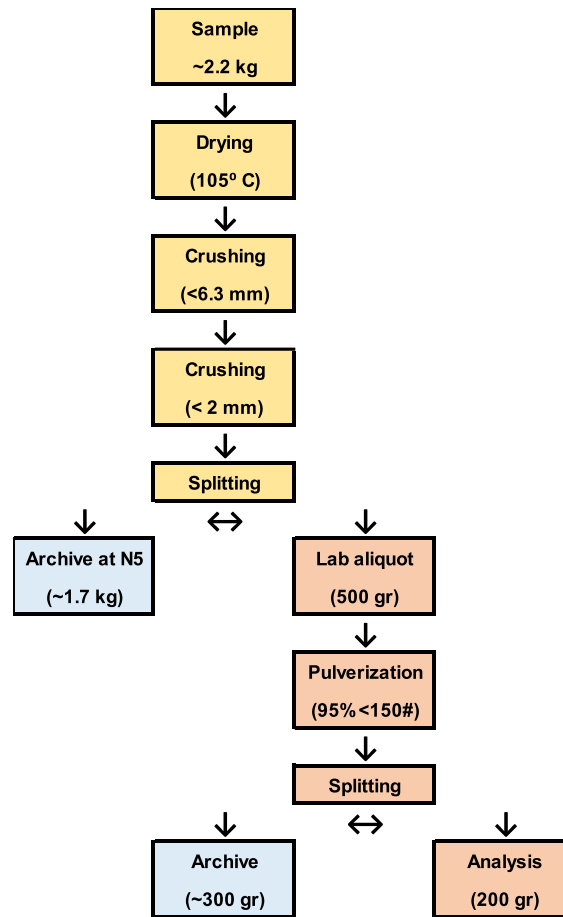 Sample
~2.2 kg
Drying
(105º C)
Crushing
(<6.3 mm)
Crushing
(< 2 mm)
Splitting
Archive at N5
(~1.7 kg)
Lab aliquot
(500 gr)
Pulverization
(95%<150#)
Splitting
Archive
(~300 gr)
Analysis
(200 gr)